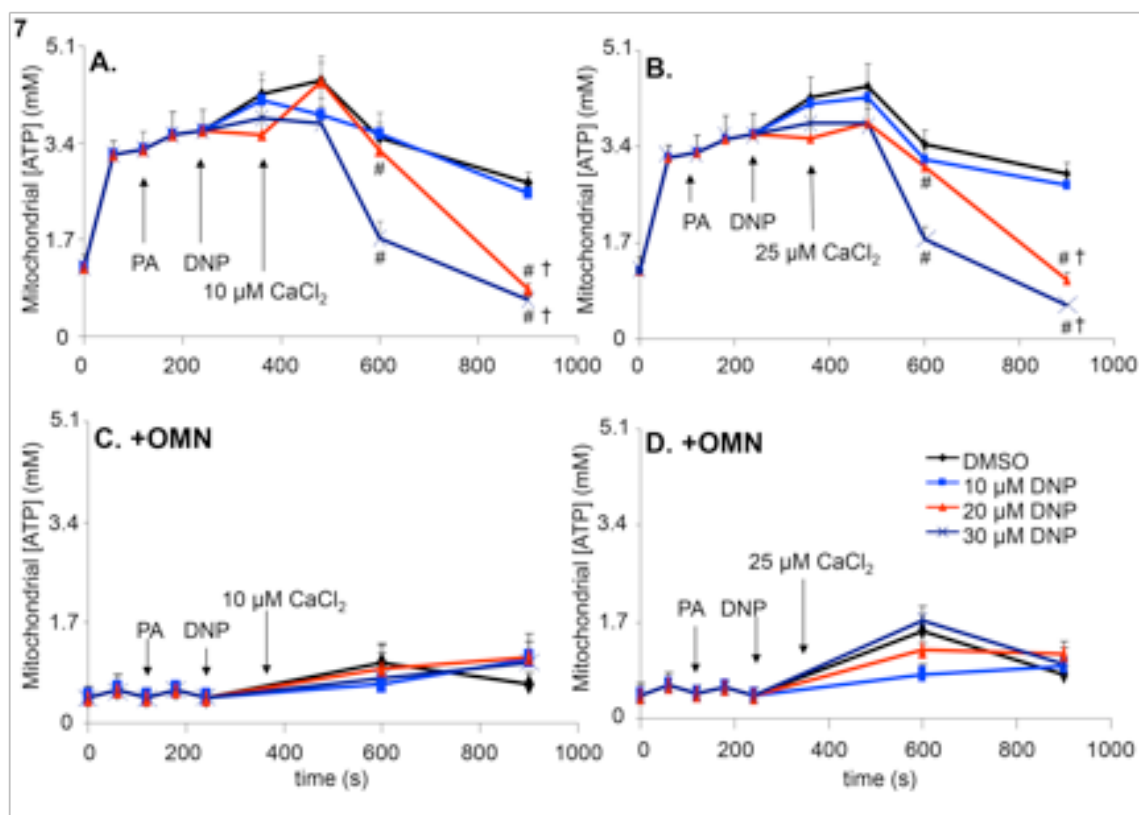 7
A.
Mitochondrial [ATP] (mM)
5.1
3.4
1.7
0
PA
DNP
10 µM CaCl2
#
#
# †
# †
0 200 400 600 800 1000
B.
Mitochondrial [ATP] (mM)
5.1
3.4
1.7
0
PA
DNP
25 µM CaCl2
#
#
# †
# †
0 200 400 600 800 1000
C. +OMN
Mitochondrial [ATP] (mM)
5.1
3.4
1.7
0
PA
DNP
10 µM CaCl2
0 200 400 600 800 1000
time (s)
D. +OMN
Mitochondrial [ATP] (mM)
5.1
3.4
1.7
0
DMSO
10 µM DNP
20 µM DNP
30 µM DNP
PA
DNP
25 µM CaCl2
0 200 400 600 800 1000
time (s)